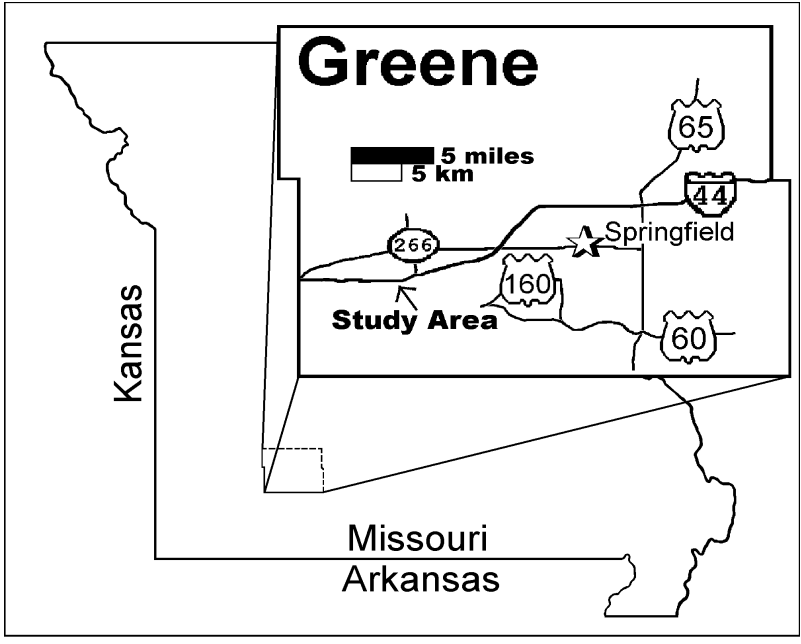 Greene
65
5 miles
5 km
44
Springfield
266
160
Study Area
60
Kansas
Missouri
Arkansas